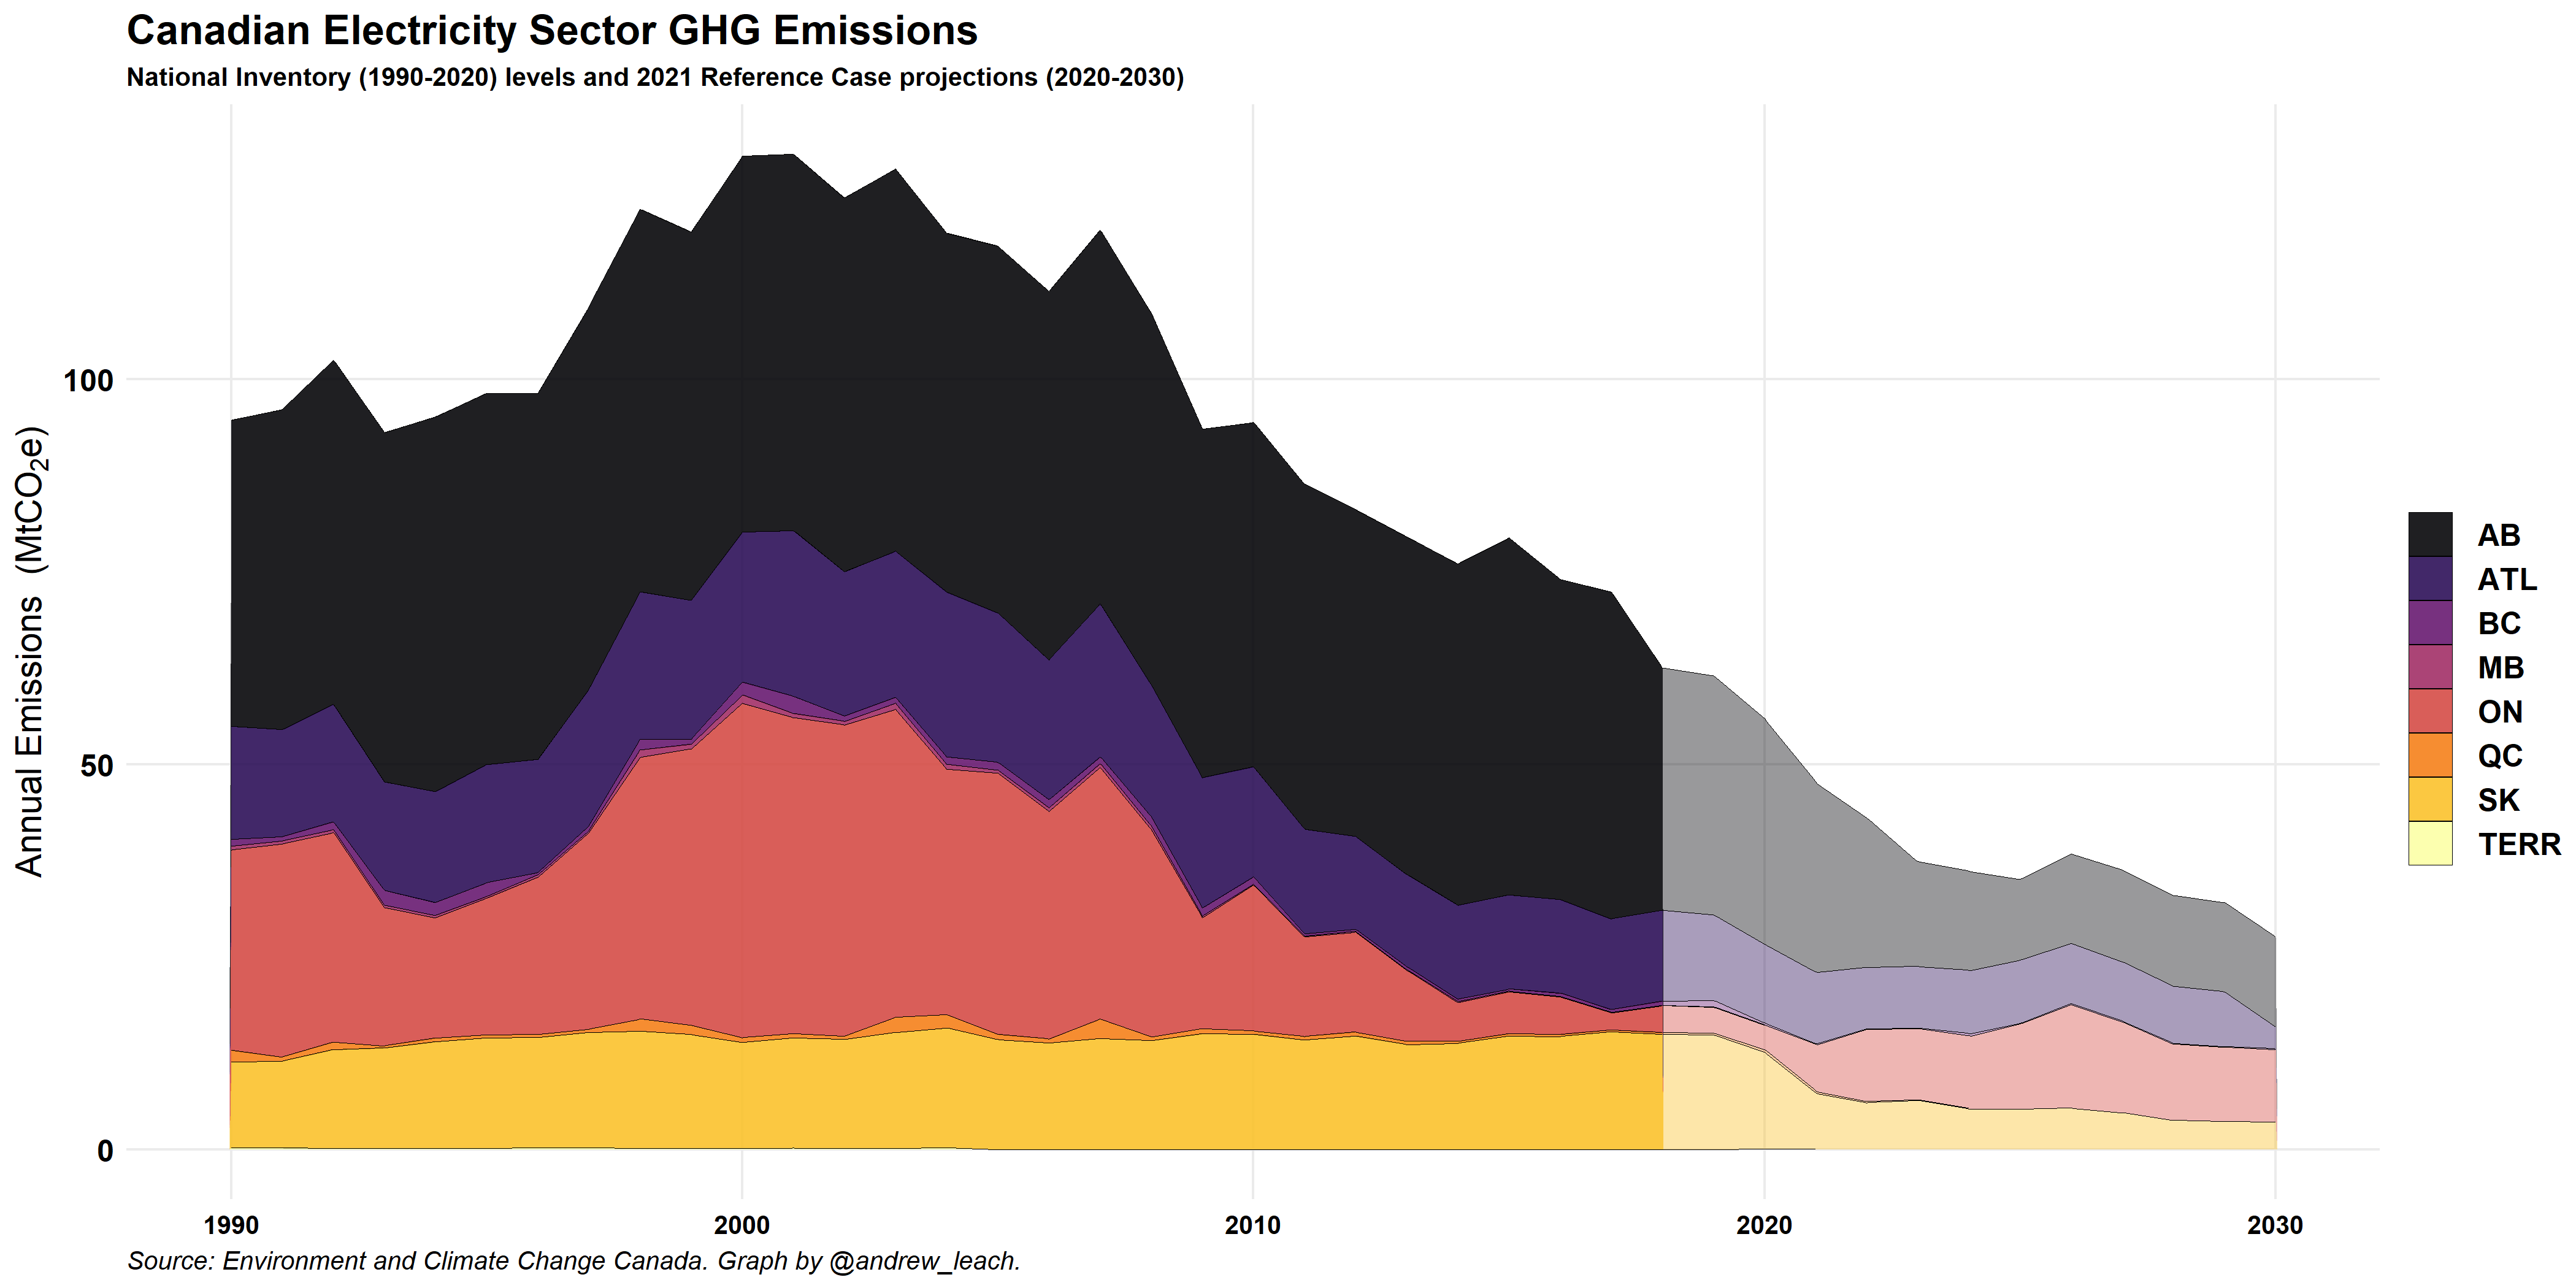 Canadian Electricity Sector GHG Emissions
National Inventory (1990-2020) levels and 2021 Reference Case projections (2020-2030)
Annual Emissions (MtCO₂e)
100
50
0
1990 2000 2010 2020 2030
AB
ATL
BC
MB
ON
QC
SK
TERR
Source: Environment and Climate Change Canada. Graph by @andrew_leach.